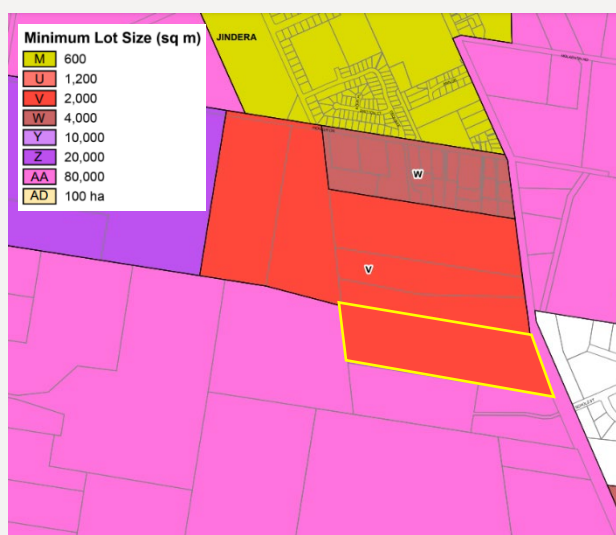 Minimum Lot Size (sq m)
M 600
U 1,200
V 2,000
W 4,000
Y 10,000
Z 20,000
AA 80,000
AD 100 ha
JINDERA
W
V